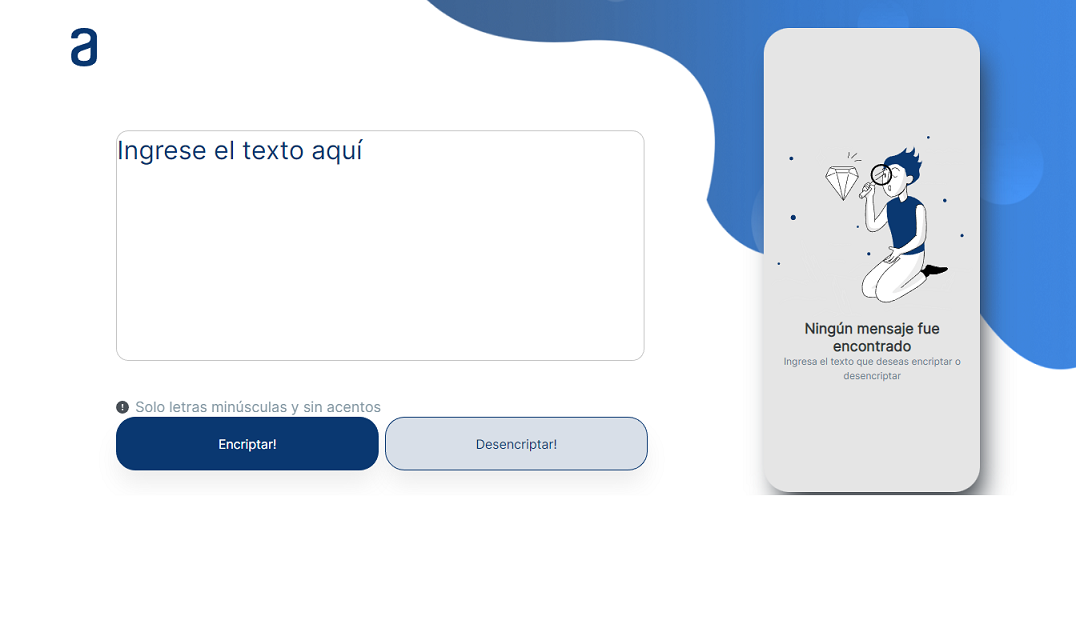 a
Ingrese el texto aquí
Solo letras minúsculas y sin acentos
Encriptar!
Desencriptar!
Ningún mensaje fue
encontrado
Ingresa el texto que deseas encriptar o
desencriptar